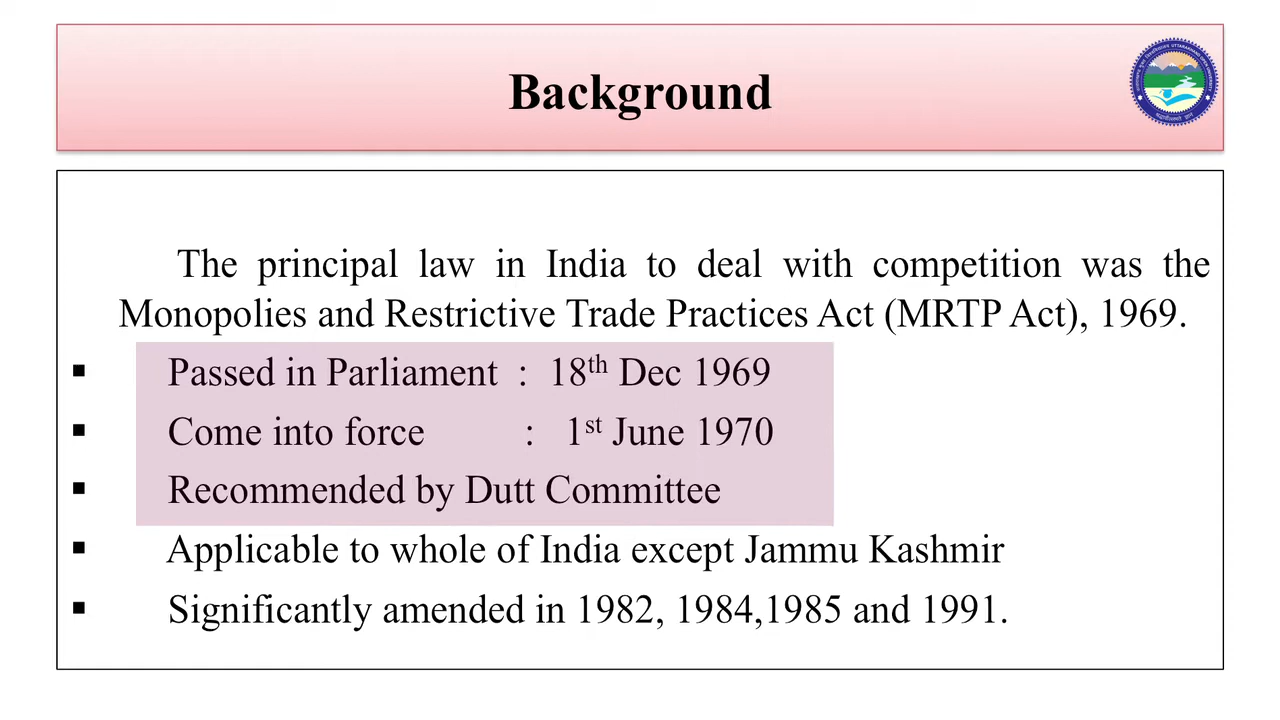 Background
The principal law in India to deal with competition was the
Monopolies and Restrictive Trade Practices Act (MRTP Act), 1969.
▪ Passed in Parliament : 18th Dec 1969
▪ Come into force : 1st June 1970
▪ Recommended by Dutt Committee
▪ Applicable to whole of India except Jammu Kashmir
▪ Significantly amended in 1982, 1984,1985 and 1991.